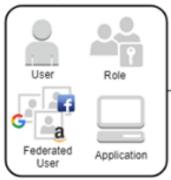 User Role
Federated
User
Application